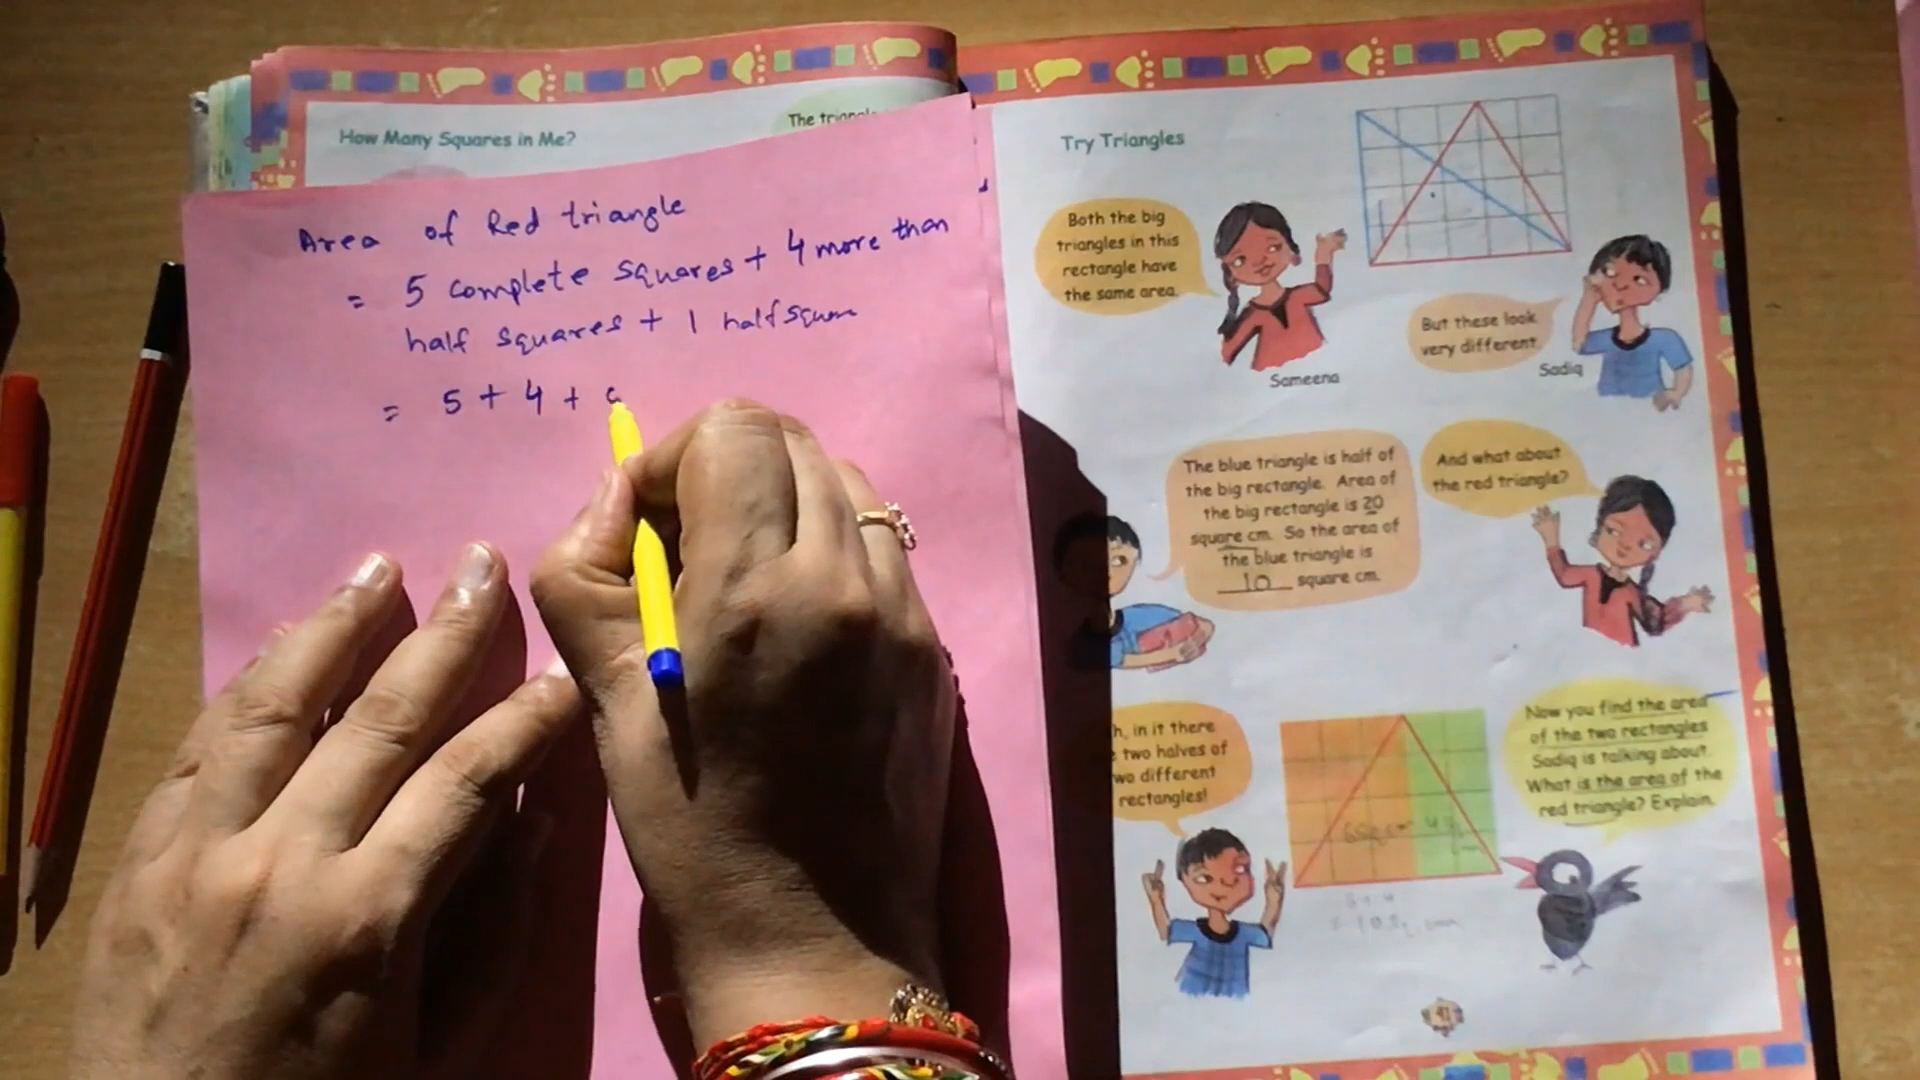 How Many Squares in Me?
The
Area of Red triangle
= 5 complete squares + 4 more than
half squares + 1 half
= 5 + 4 +
Try Triangles
Both the big
triangles in this
rectangle have
the same area.
Sameena
But these look
very different.
Sadiq
The blue triangle is half of
the big rectangle. Area of
the big rectangle is 20
square cm. So the area of
the blue triangle is
10 square cm.
And what about
the red triangle?
h, in it there
two halves of
wo different
rectangles!
Now you find the area
of the two rectangles
Sadiq is talking about.
What is the area of the
red triangle? Explain.